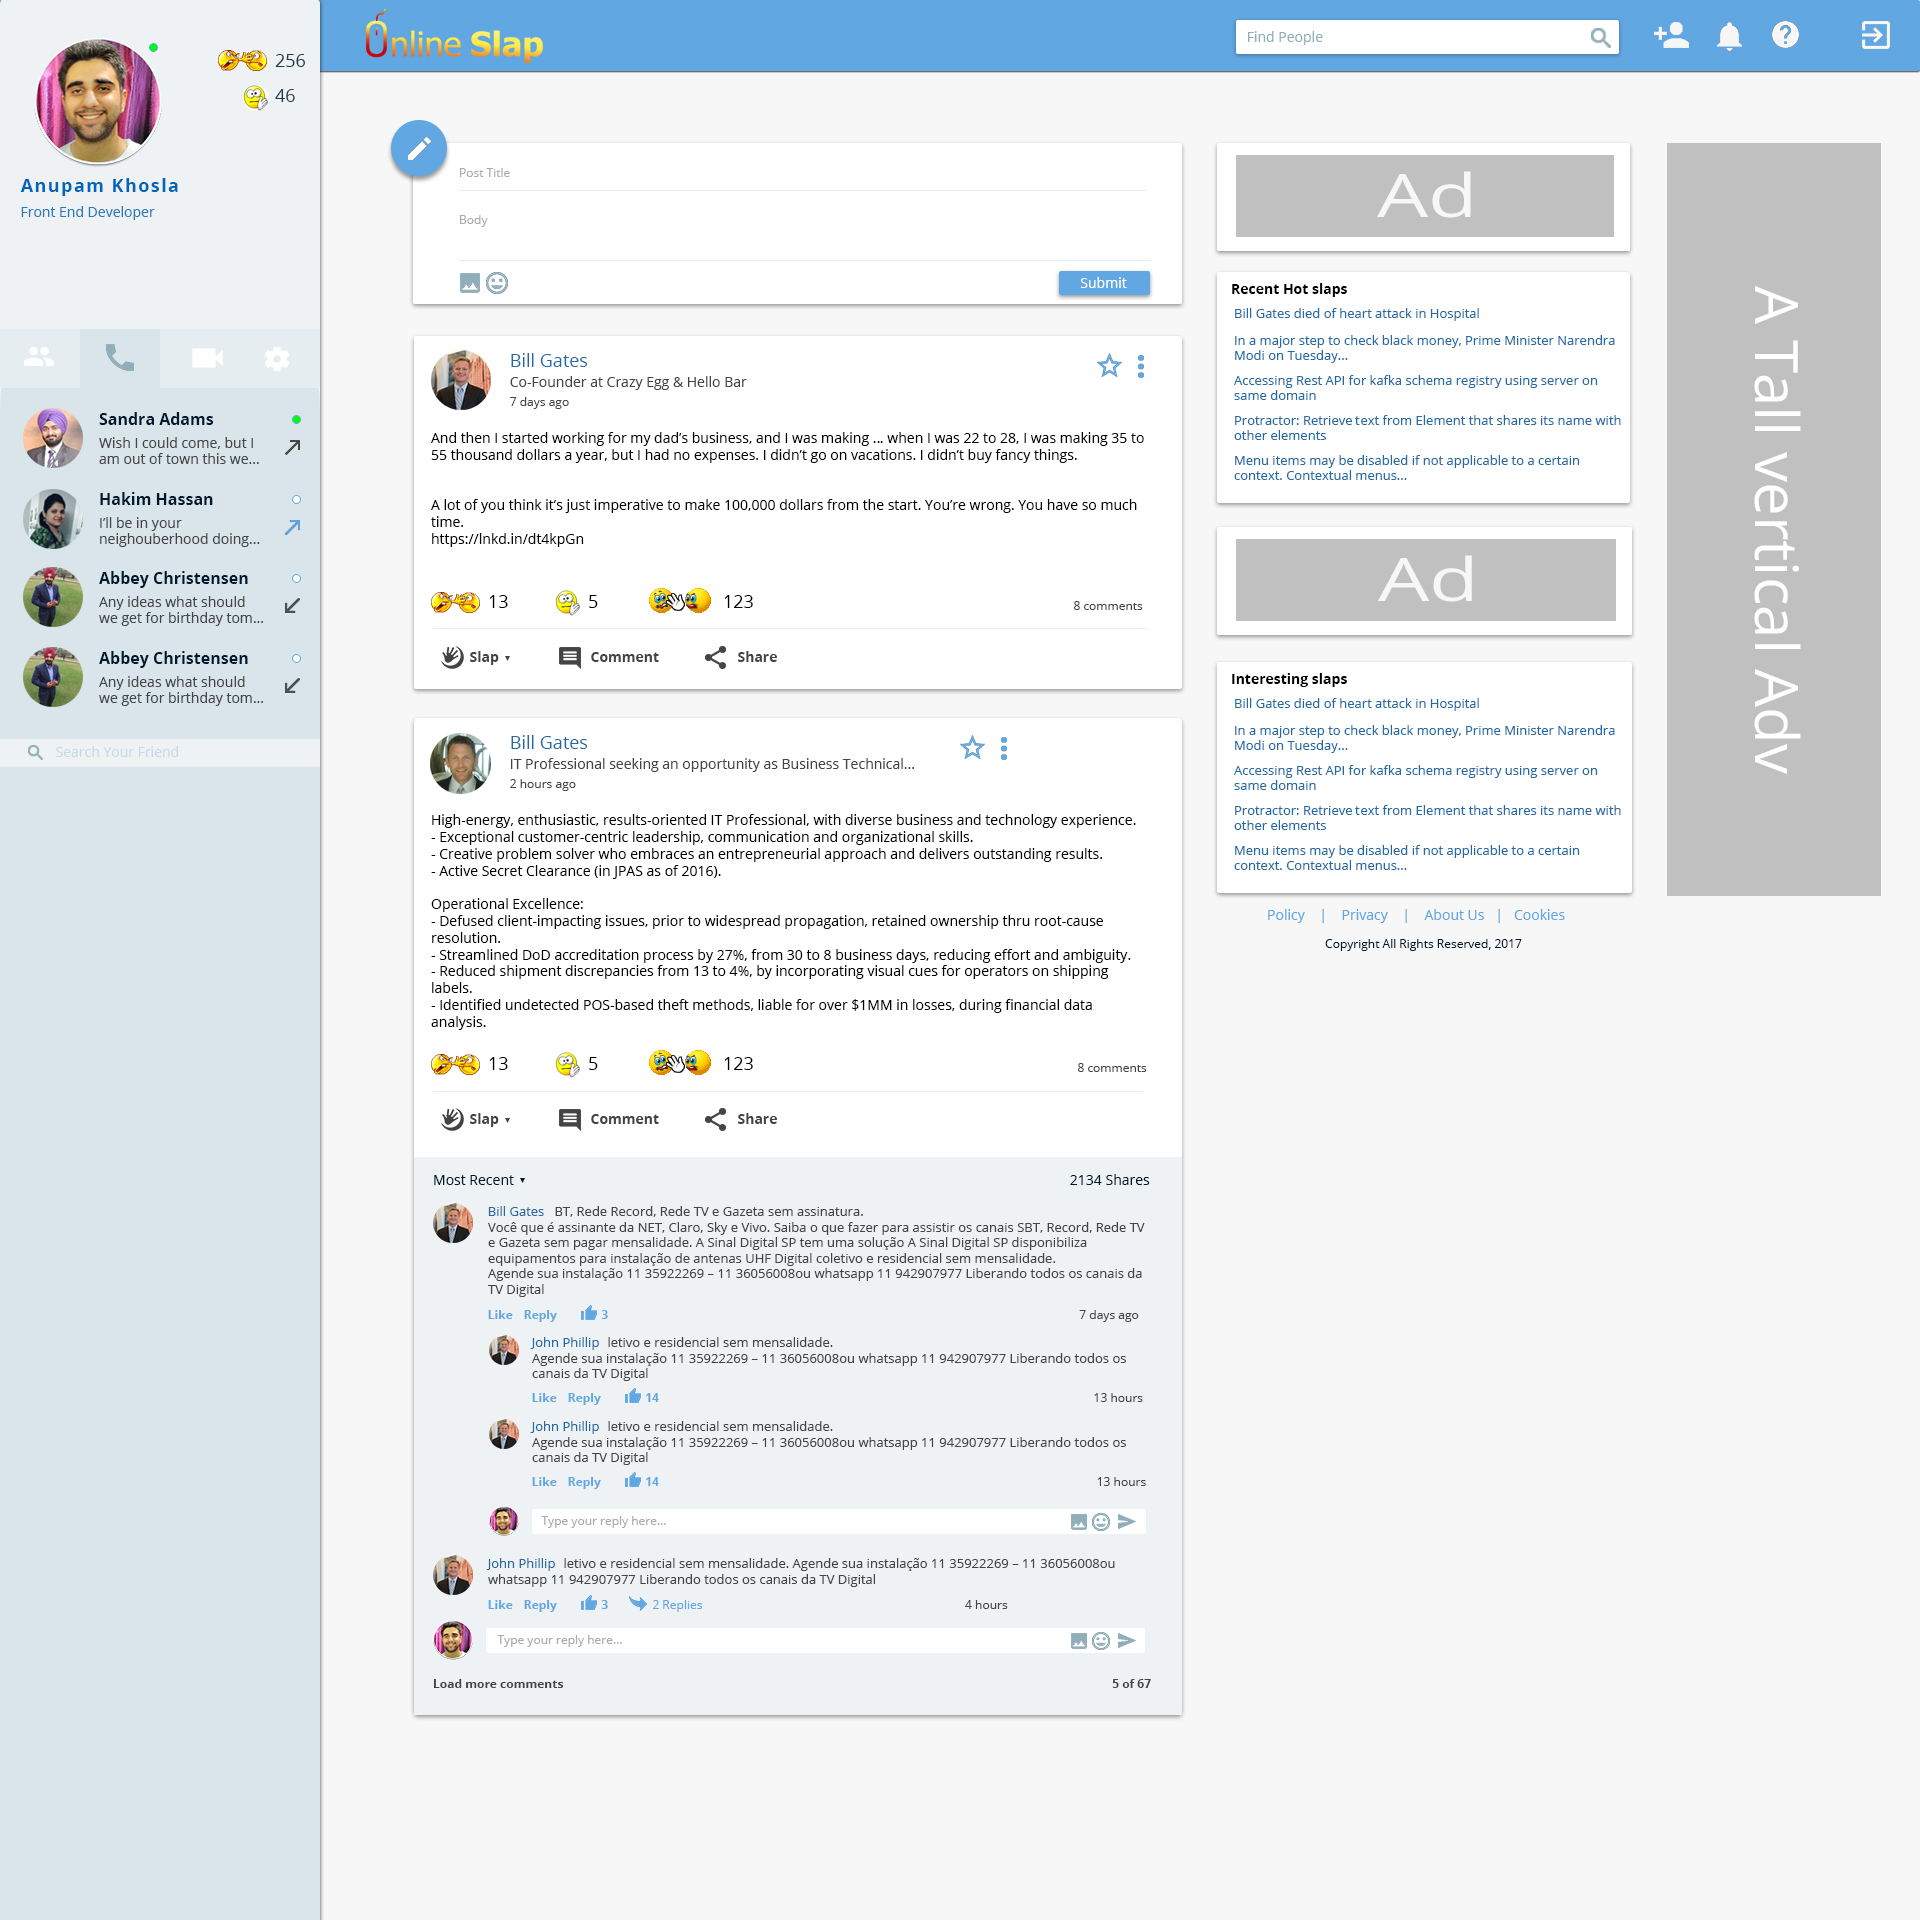 256
46
Anupam Khosla
Front End Developer
Sandra Adams
Wish I could come, but I
am out of town this we...
Hakim Hassan
I'll be in your
neighouberhood doing...
Abbey Christensen
Any ideas what should
we get for birthday tom...
Abbey Christensen
Any ideas what should
we get for birthday tom...
Search Your Friend
Online Slap
Find People
Post Title
Body
Submit
Bill Gates
Co-Founder at Crazy Egg & Hello Bar
7 days ago
And then I started working for my dad's business, and I was making ... when I was 22 to 28, I was making 35 to
55 thousand dollars a year, but I had no expenses. I didn't go on vacations. I didn't buy fancy things.
A lot of you think it's just imperative to make 100,000 dollars from the start. You're wrong. You have so much
time.
https://lnkd.in/dt4kpGn
13 5 123 8 comments
Slap ▾ Comment Share
Bill Gates
IT Professional seeking an opportunity as Business Technical...
2 hours ago
High-energy, enthusiastic, results-oriented IT Professional, with diverse business and technology experience.
- Exceptional customer-centric leadership, communication and organizational skills.
- Creative problem solver who embraces an entrepreneurial approach and delivers outstanding results.
- Active Secret Clearance (in JPAS as of 2016).
Operational Excellence:
- Defused client-impacting issues, prior to widespread propagation, retained ownership thru root-cause
resolution.
- Streamlined DoD accreditation process by 27%, from 30 to 8 business days, reducing effort and ambiguity.
- Reduced shipment discrepancies from 13 to 4%, by incorporating visual cues for operators on shipping
labels.
- Identified undetected POS-based theft methods, liable for over $1MM in losses, during financial data
analysis.
13 5 123 8 comments
Slap ▾ Comment Share
Most Recent ▾ 2134 Shares
Bill Gates BT, Rede Record, Rede TV e Gazeta sem assinatura.
Você que é assinante da NET, Claro, Sky e Vivo. Saiba o que fazer para assistir os canais SBT, Record, Rede TV
e Gazeta sem pagar mensalidade. A Sinal Digital SP tem uma solução A Sinal Digital SP disponibiliza
equipamentos para instalação de antenas UHF Digital coletivo e residencial sem mensalidade.
Agende sua instalação 11 35922269 – 11 36056008ou whatsapp 11 942907977 Liberando todos os canais da
TV Digital
Like Reply 3 7 days ago
John Phillip letivo e residencial sem mensalidade.
Agende sua instalação 11 35922269 – 11 36056008ou whatsapp 11 942907977 Liberando todos os
canais da TV Digital
Like Reply 14 13 hours
John Phillip letivo e residencial sem mensalidade.
Agende sua instalação 11 35922269 – 11 36056008ou whatsapp 11 942907977 Liberando todos os
canais da TV Digital
Like Reply 14 13 hours
Type your reply here...
John Phillip letivo e residencial sem mensalidade. Agende sua instalação 11 35922269 – 11 36056008ou
whatsapp 11 942907977 Liberando todos os canais da TV Digital
Like Reply 3 2 Replies 4 hours
Type your reply here...
Load more comments 5 of 67
Ad
Recent Hot slaps
Bill Gates died of heart attack in Hospital
In a major step to check black money, Prime Minister Narendra
Modi on Tuesday...
Accessing Rest API for kafka schema registry using server on
same domain
Protractor: Retrieve text from Element that shares its name with
other elements
Menu items may be disabled if not applicable to a certain
context. Contextual menus...
Ad
Interesting slaps
Bill Gates died of heart attack in Hospital
In a major step to check black money, Prime Minister Narendra
Modi on Tuesday...
Accessing Rest API for kafka schema registry using server on
same domain
Protractor: Retrieve text from Element that shares its name with
other elements
Menu items may be disabled if not applicable to a certain
context. Contextual menus...
Policy | Privacy | About Us | Cookies
Copyright All Rights Reserved, 2017
A Tall vertical Adv